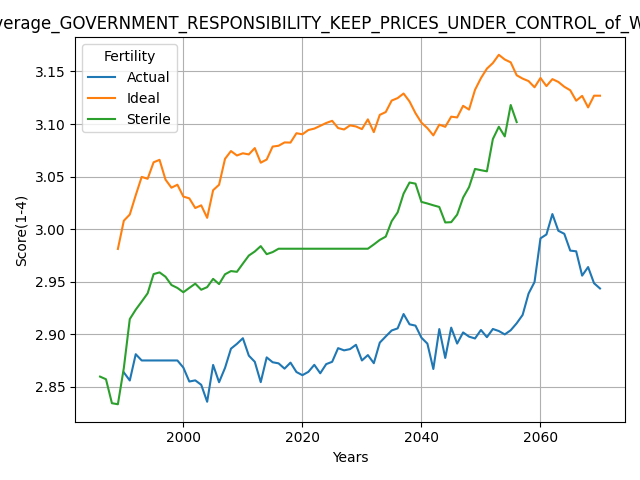 verage_GOVERNMENT_RESPONSIBILITY_KEEP_PRICES_UNDER_CONTROL_of_W
Fertility
Actual
Ideal
Sterile
3.15
3.10
3.05
3.00
2.95
2.90
2.85
Score(1-4)
2000 2020 2040 2060
Years